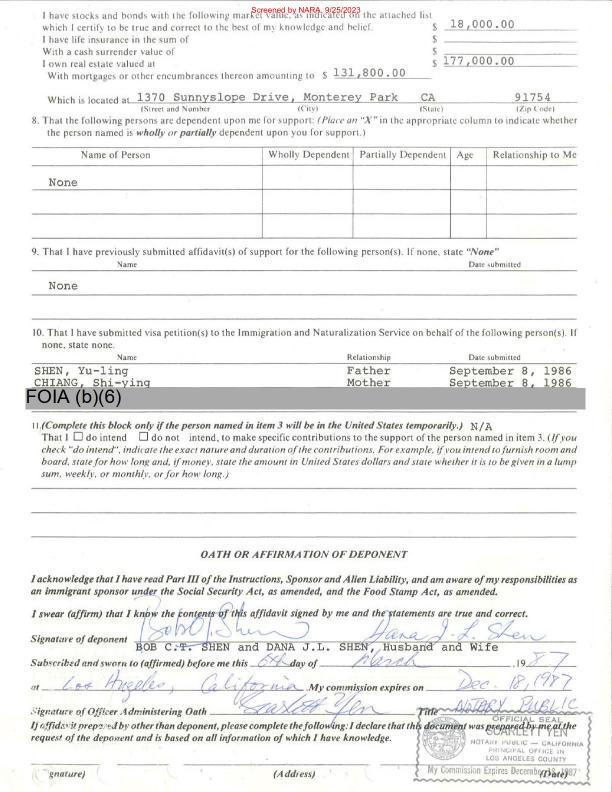 Screened by NARA, 9/25/2023
I have stocks and bonds with the following market value, as indicated on the attached list
which I certify to be true and correct to the best of my knowledge and belief. $ 18,000.00
I have life insurance in the sum of $
With a cash surrender value of $
I own real estate valued at $ 177,000.00
With mortgages or other encumbrances thereon amounting to $ 131,800.00
Which is located at 1370 Sunnyslope Drive, Monterey Park CA 91754
(Street and Number) (City) (State) (Zip Code)
8. That the following persons are dependent upon me for support: (Place an "X" in the appropriate column to indicate whether
the person named is wholly or partially dependent upon you for support.)
Name of Person Wholly Dependent Partially Dependent Age Relationship to Me
None
9. That I have previously submitted affidavit(s) of support for the following person(s). If none, state "None"
Name Date submitted
None
10. That I have submitted visa petition(s) to the Immigration and Naturalization Service on behalf of the following person(s). If
none, state none.
Name Relationship Date submitted
SHEN, Yu-ling Father September 8, 1986
CHIANG, Shi-ying Mother September 8, 1986
FOIA (b)(6)
11. (Complete this block only if the person named in item 3 will be in the United States temporarily.) N/A
That I ☐ do intend ☐ do not intend, to make specific contributions to the support of the person named in item 3. (If you
check "do intend", indicate the exact nature and duration of the contributions. For example, if you intend to furnish room and
board, state for how long and, if money, state the amount in United States dollars and state whether it is to be given in a lump
sum, weekly, or monthly, or for how long.)
OATH OR AFFIRMATION OF DEPONENT
I acknowledge that I have read Part III of the Instructions, Sponsor and Alien Liability, and am aware of my responsibilities as
an immigrant sponsor under the Social Security Act, as amended, and the Food Stamp Act, as amended.
I swear (affirm) that I know the contents of this affidavit signed by me and the statements are true and correct.
Signature of deponent Bob C.T. Shen Dana J. L. Shen
BOB C.T. SHEN and DANA J.L. SHEN, Husband and Wife
Subscribed and sworn to (affirmed) before me this 6th day of March , 19 87
at Los Angeles, California My commission expires on Dec. 18, 1987
Signature of Officer Administering Oath Scarlett Yen Title NOTARY PUBLIC
If affidavit prepared by other than deponent, please complete the following: I declare that this document was prepared by me at the
request of the deponent and is based on all information of which I have knowledge.
OFFICIAL SEAL
SCARLETT YEN
NOTARY PUBLIC — CALIFORNIA
PRINCIPAL OFFICE IN
LOS ANGELES COUNTY
My Commission Expires December 18, 1987
gnature) (Address) (Date)